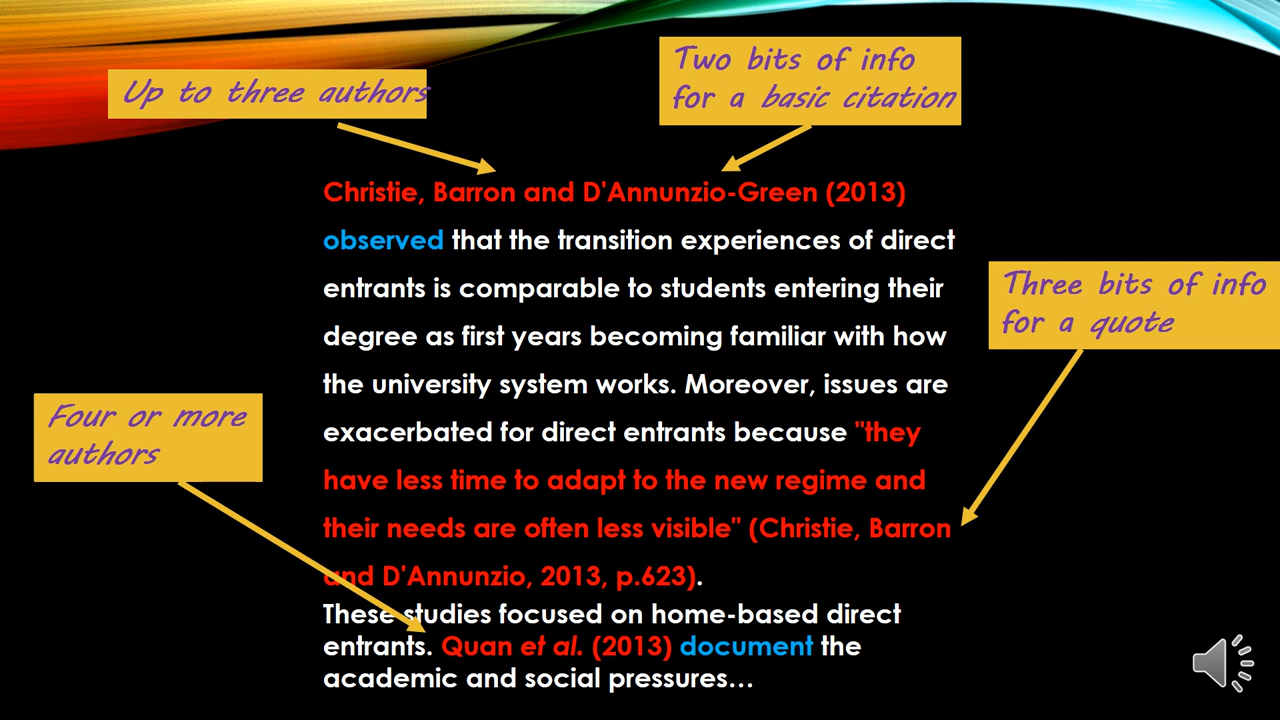 Up to three authors
Two bits of info
for a basic citation
Christie, Barron and D'Annunzio-Green (2013)
observed that the transition experiences of direct
entrants is comparable to students entering their
degree as first years becoming familiar with how
the university system works. Moreover, issues are
exacerbated for direct entrants because "they
have less time to adapt to the new regime and
their needs are often less visible" (Christie, Barron
and D'Annunzio, 2013, p.623).
Three bits of info
for a quote
Four or more
authors
These studies focused on home-based direct
entrants. Quan et al. (2013) document the
academic and social pressures…